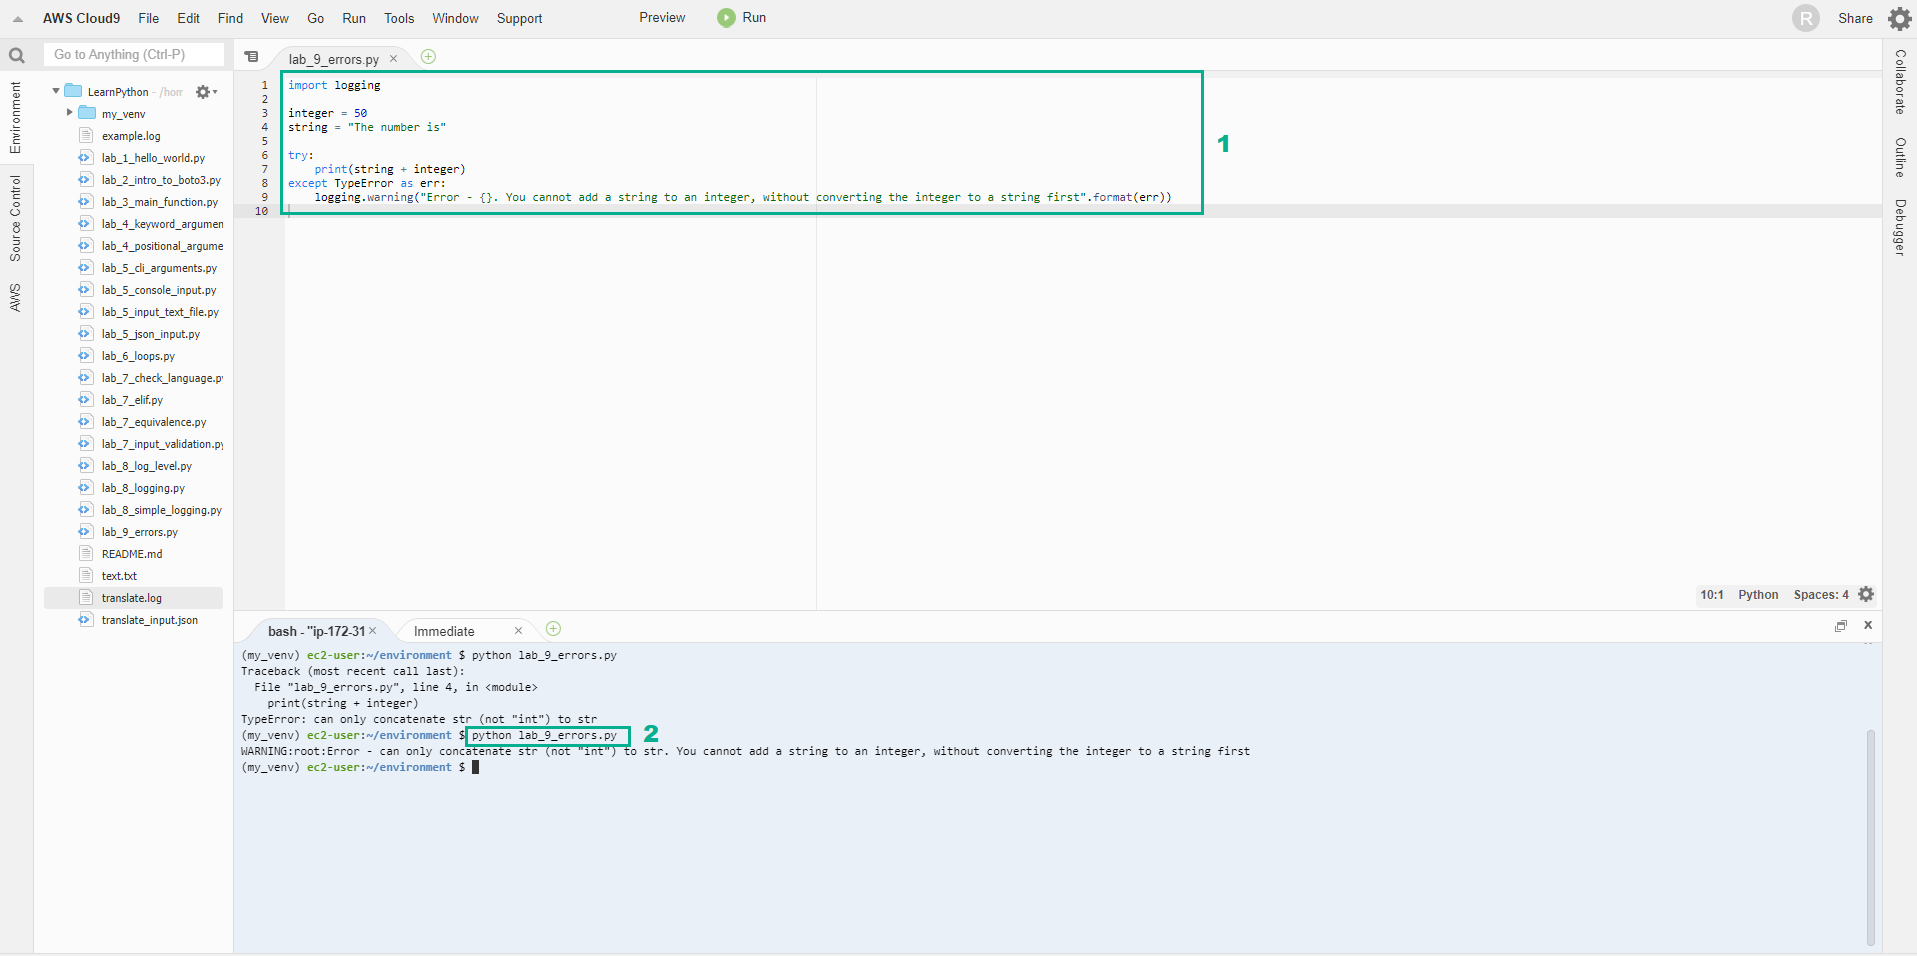 AWS Cloud9 File Edit Find View Go Run Tools Window Support Preview Run R Share
Go to Anything (Ctrl-P)
Environment
Source Control
AWS
LearnPython - /hom
my_venv
example.log
lab_1_hello_world.py
lab_2_intro_to_boto3.py
lab_3_main_function.py
lab_4_keyword_argumen
lab_4_positional_argume
lab_5_cli_arguments.py
lab_5_console_input.py
lab_5_input_text_file.py
lab_5_json_input.py
lab_6_loops.py
lab_7_check_language.py
lab_7_elif.py
lab_7_equivalence.py
lab_7_input_validation.py
lab_8_log_level.py
lab_8_logging.py
lab_8_simple_logging.py
lab_9_errors.py
README.md
text.txt
translate.log
translate_input.json
lab_9_errors.py
1 import logging
2
3 integer = 50
4 string = "The number is"
5
6 try:
7     print(string + integer)
8 except TypeError as err:
9     logging.warning("Error - {}. You cannot add a string to an integer, without converting the integer to a string first".format(err))
10
1
10:1 Python Spaces: 4
bash - "ip-172-31 Immediate
(my_venv) ec2-user:~/environment $ python lab_9_errors.py
Traceback (most recent call last):
  File "lab_9_errors.py", line 4, in <module>
    print(string + integer)
TypeError: can only concatenate str (not "int") to str
(my_venv) ec2-user:~/environment $ python lab_9_errors.py 2
WARNING:root:Error - can only concatenate str (not "int") to str. You cannot add a string to an integer, without converting the integer to a string first
(my_venv) ec2-user:~/environment $
Collaborate
Outline
Debugger